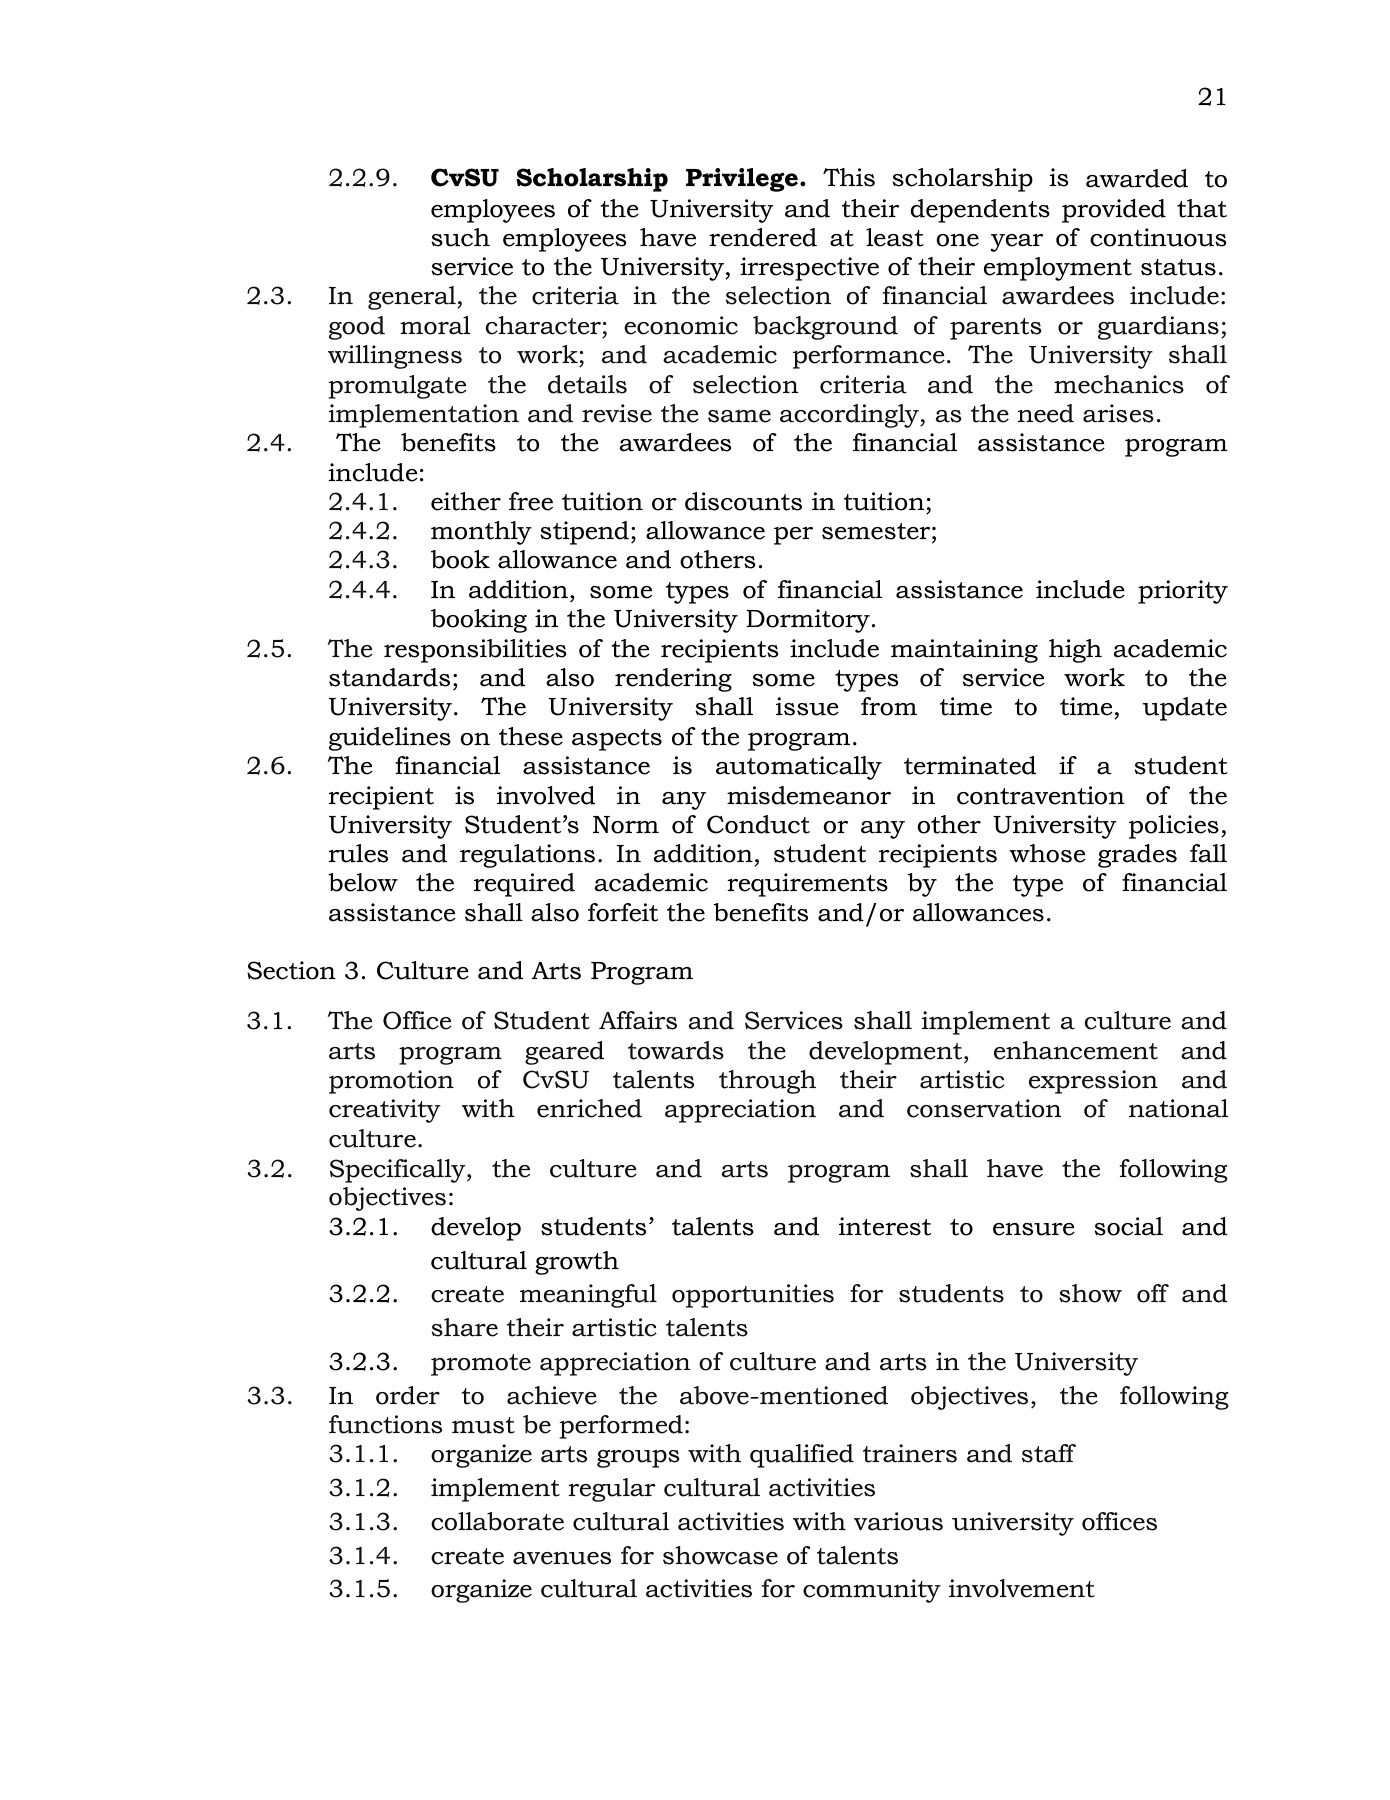 21
2.2.9. CvSU Scholarship Privilege. This scholarship is awarded to
employees of the University and their dependents provided that
such employees have rendered at least one year of continuous
service to the University, irrespective of their employment status.
2.3. In general, the criteria in the selection of financial awardees include:
good moral character; economic background of parents or guardians;
willingness to work; and academic performance. The University shall
promulgate the details of selection criteria and the mechanics of
implementation and revise the same accordingly, as the need arises.
2.4. The benefits to the awardees of the financial assistance program
include:
2.4.1. either free tuition or discounts in tuition;
2.4.2. monthly stipend; allowance per semester;
2.4.3. book allowance and others.
2.4.4. In addition, some types of financial assistance include priority
booking in the University Dormitory.
2.5. The responsibilities of the recipients include maintaining high academic
standards; and also rendering some types of service work to the
University. The University shall issue from time to time, update
guidelines on these aspects of the program.
2.6. The financial assistance is automatically terminated if a student
recipient is involved in any misdemeanor in contravention of the
University Student’s Norm of Conduct or any other University policies,
rules and regulations. In addition, student recipients whose grades fall
below the required academic requirements by the type of financial
assistance shall also forfeit the benefits and/or allowances.
Section 3. Culture and Arts Program
3.1. The Office of Student Affairs and Services shall implement a culture and
arts program geared towards the development, enhancement and
promotion of CvSU talents through their artistic expression and
creativity with enriched appreciation and conservation of national
culture.
3.2. Specifically, the culture and arts program shall have the following
objectives:
3.2.1. develop students’ talents and interest to ensure social and
cultural growth
3.2.2. create meaningful opportunities for students to show off and
share their artistic talents
3.2.3. promote appreciation of culture and arts in the University
3.3. In order to achieve the above-mentioned objectives, the following
functions must be performed:
3.1.1. organize arts groups with qualified trainers and staff
3.1.2. implement regular cultural activities
3.1.3. collaborate cultural activities with various university offices
3.1.4. create avenues for showcase of talents
3.1.5. organize cultural activities for community involvement